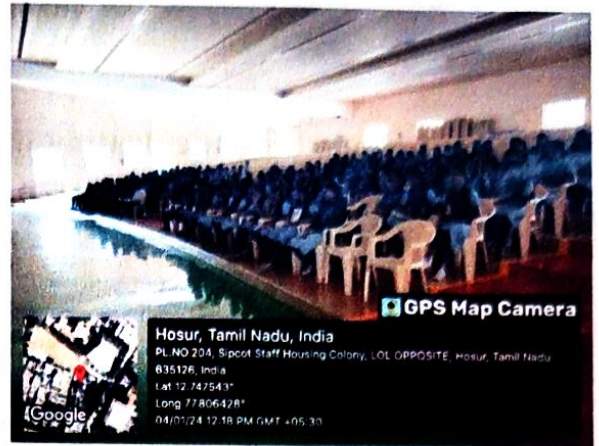 GPS Map Camera
Hosur, Tamil Nadu, India
PL.NO 204, Sipcot Staff Housing Colony, LOL OPPOSITE, Hosur, Tamil Nadu
635126, India
Lat 12.747543°
Long 77.806428°
04/01/24 12:18 PM GMT +05:30
Google